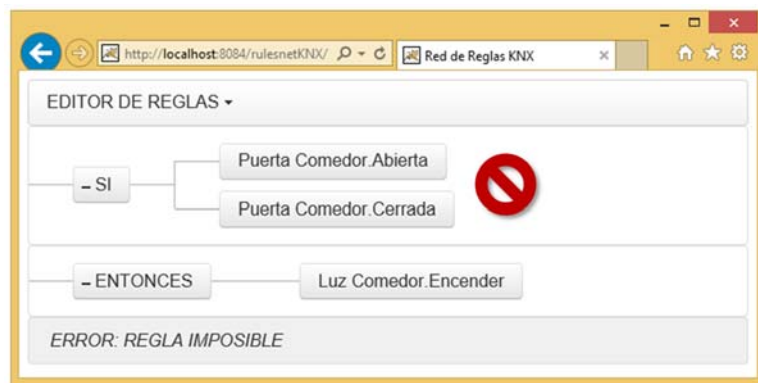 http://localhost:8084/rulesnetKNX/
Red de Reglas KNX
EDITOR DE REGLAS
– SI
Puerta Comedor.Abierta
Puerta Comedor.Cerrada
– ENTONCES
Luz Comedor.Encender
ERROR: REGLA IMPOSIBLE